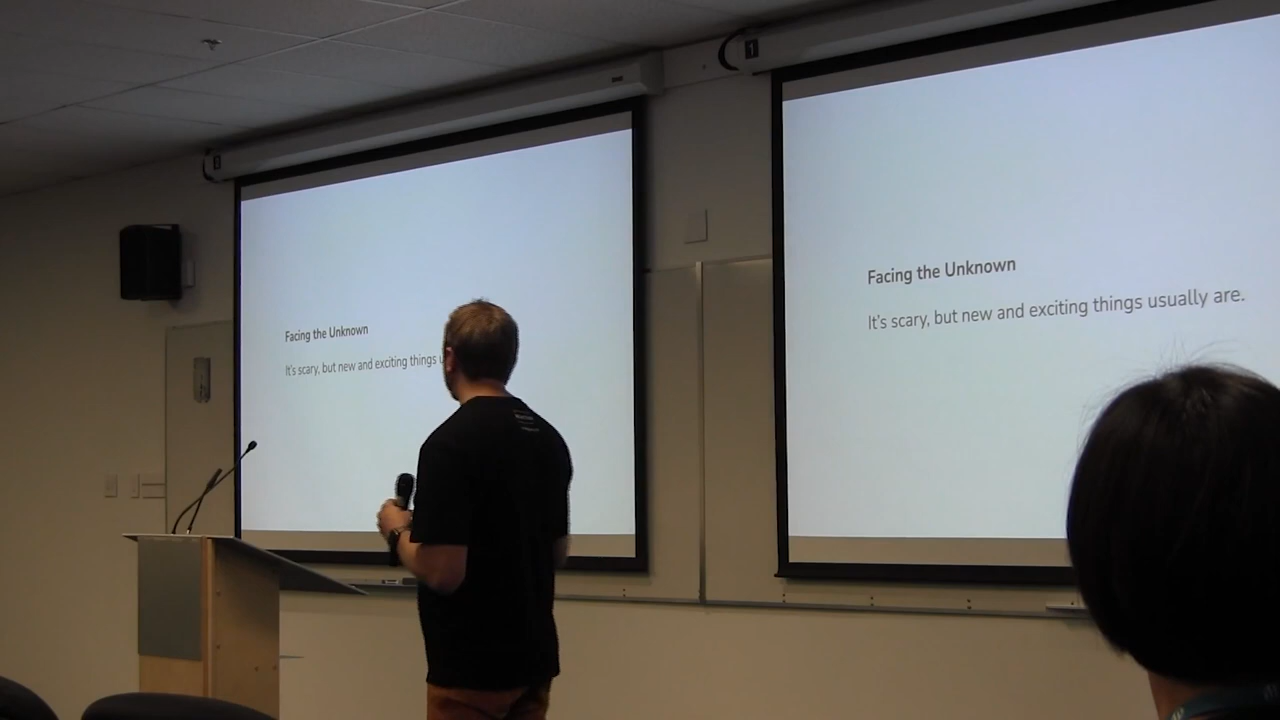 Facing the Unknown
It's scary, but new and exciting things
1
Facing the Unknown
It's scary, but new and exciting things usually are.